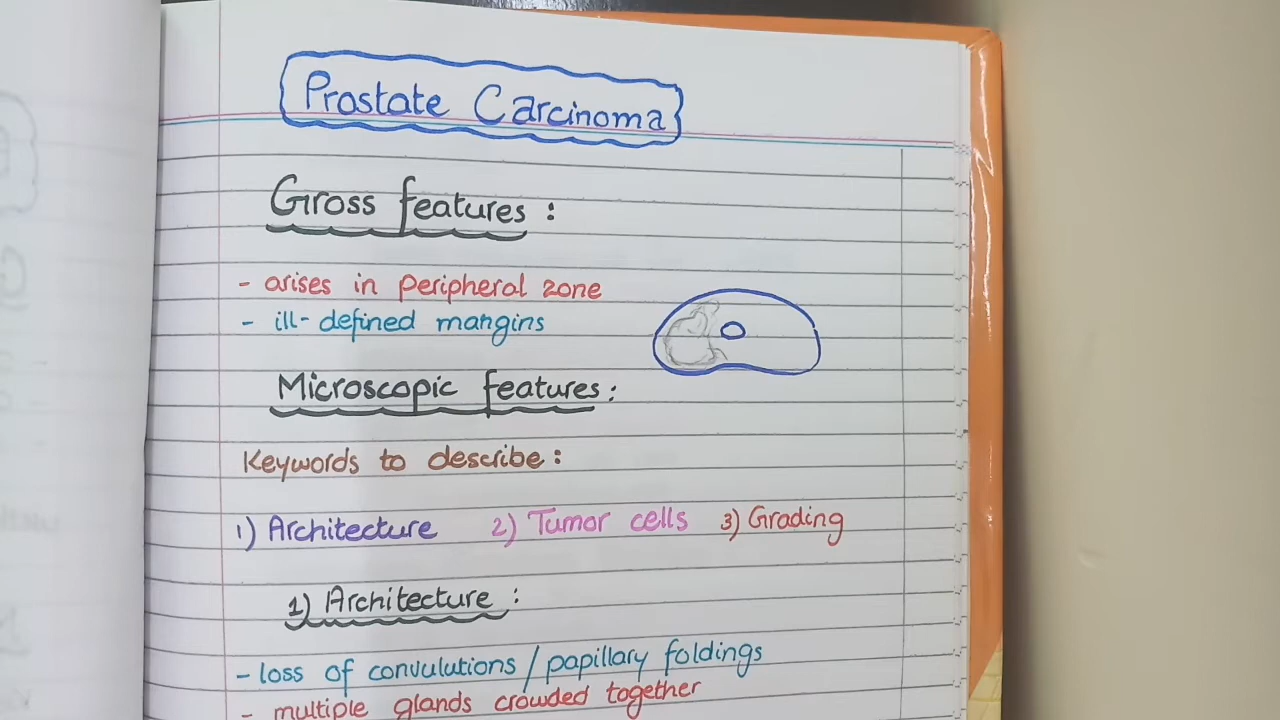 Prostate Carcinoma
Gross features :
- arises in peripheral zone
- ill-defined margins
Microscopic features :
Keywords to describe :
1) Architecture 2) Tumor cells 3) Grading
1) Architecture :
- loss of convulutions / papillary foldings
- multiple glands crowded together